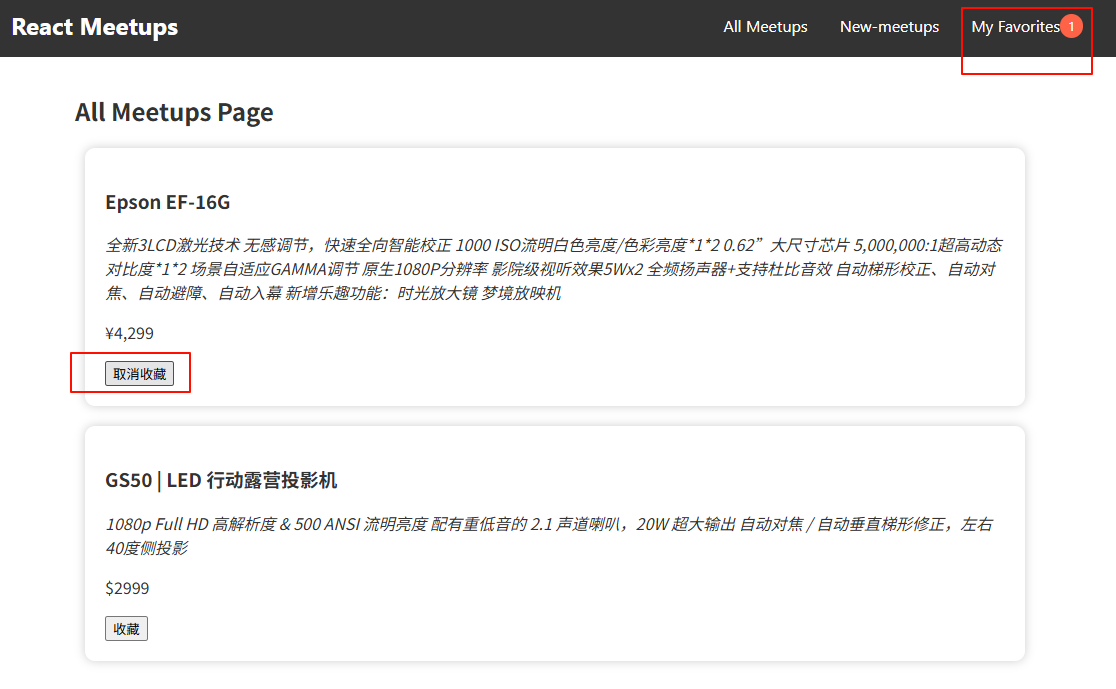 React Meetups
All Meetups
New-meetups
My Favorites 1
All Meetups Page
Epson EF-16G
全新3LCD激光技术 无感调节，快速全向智能校正 1000 ISO流明白色亮度/色彩亮度*1*2 0.62”大尺寸芯片 5,000,000:1超高动态
对比度*1*2 场景自适应GAMMA调节 原生1080P分辨率 影院级视听效果5Wx2 全频扬声器+支持杜比音效 自动梯形校正、自动对
焦、自动避障、自动入幕 新增乐趣功能：时光放大镜 梦境放映机
¥4,299
取消收藏
GS50 | LED 行动露营投影机
1080p Full HD 高解析度 & 500 ANSI 流明亮度 配有重低音的 2.1 声道喇叭，20W 超大输出 自动对焦 / 自动垂直梯形修正，左右
40度侧投影
$2999
收藏